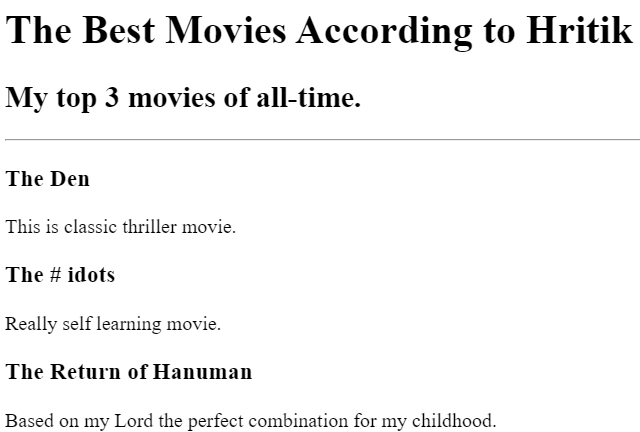 The Best Movies According to Hritik
My top 3 movies of all-time.
The Den
This is classic thriller movie.
The # idots
Really self learning movie.
The Return of Hanuman
Based on my Lord the perfect combination for my childhood.